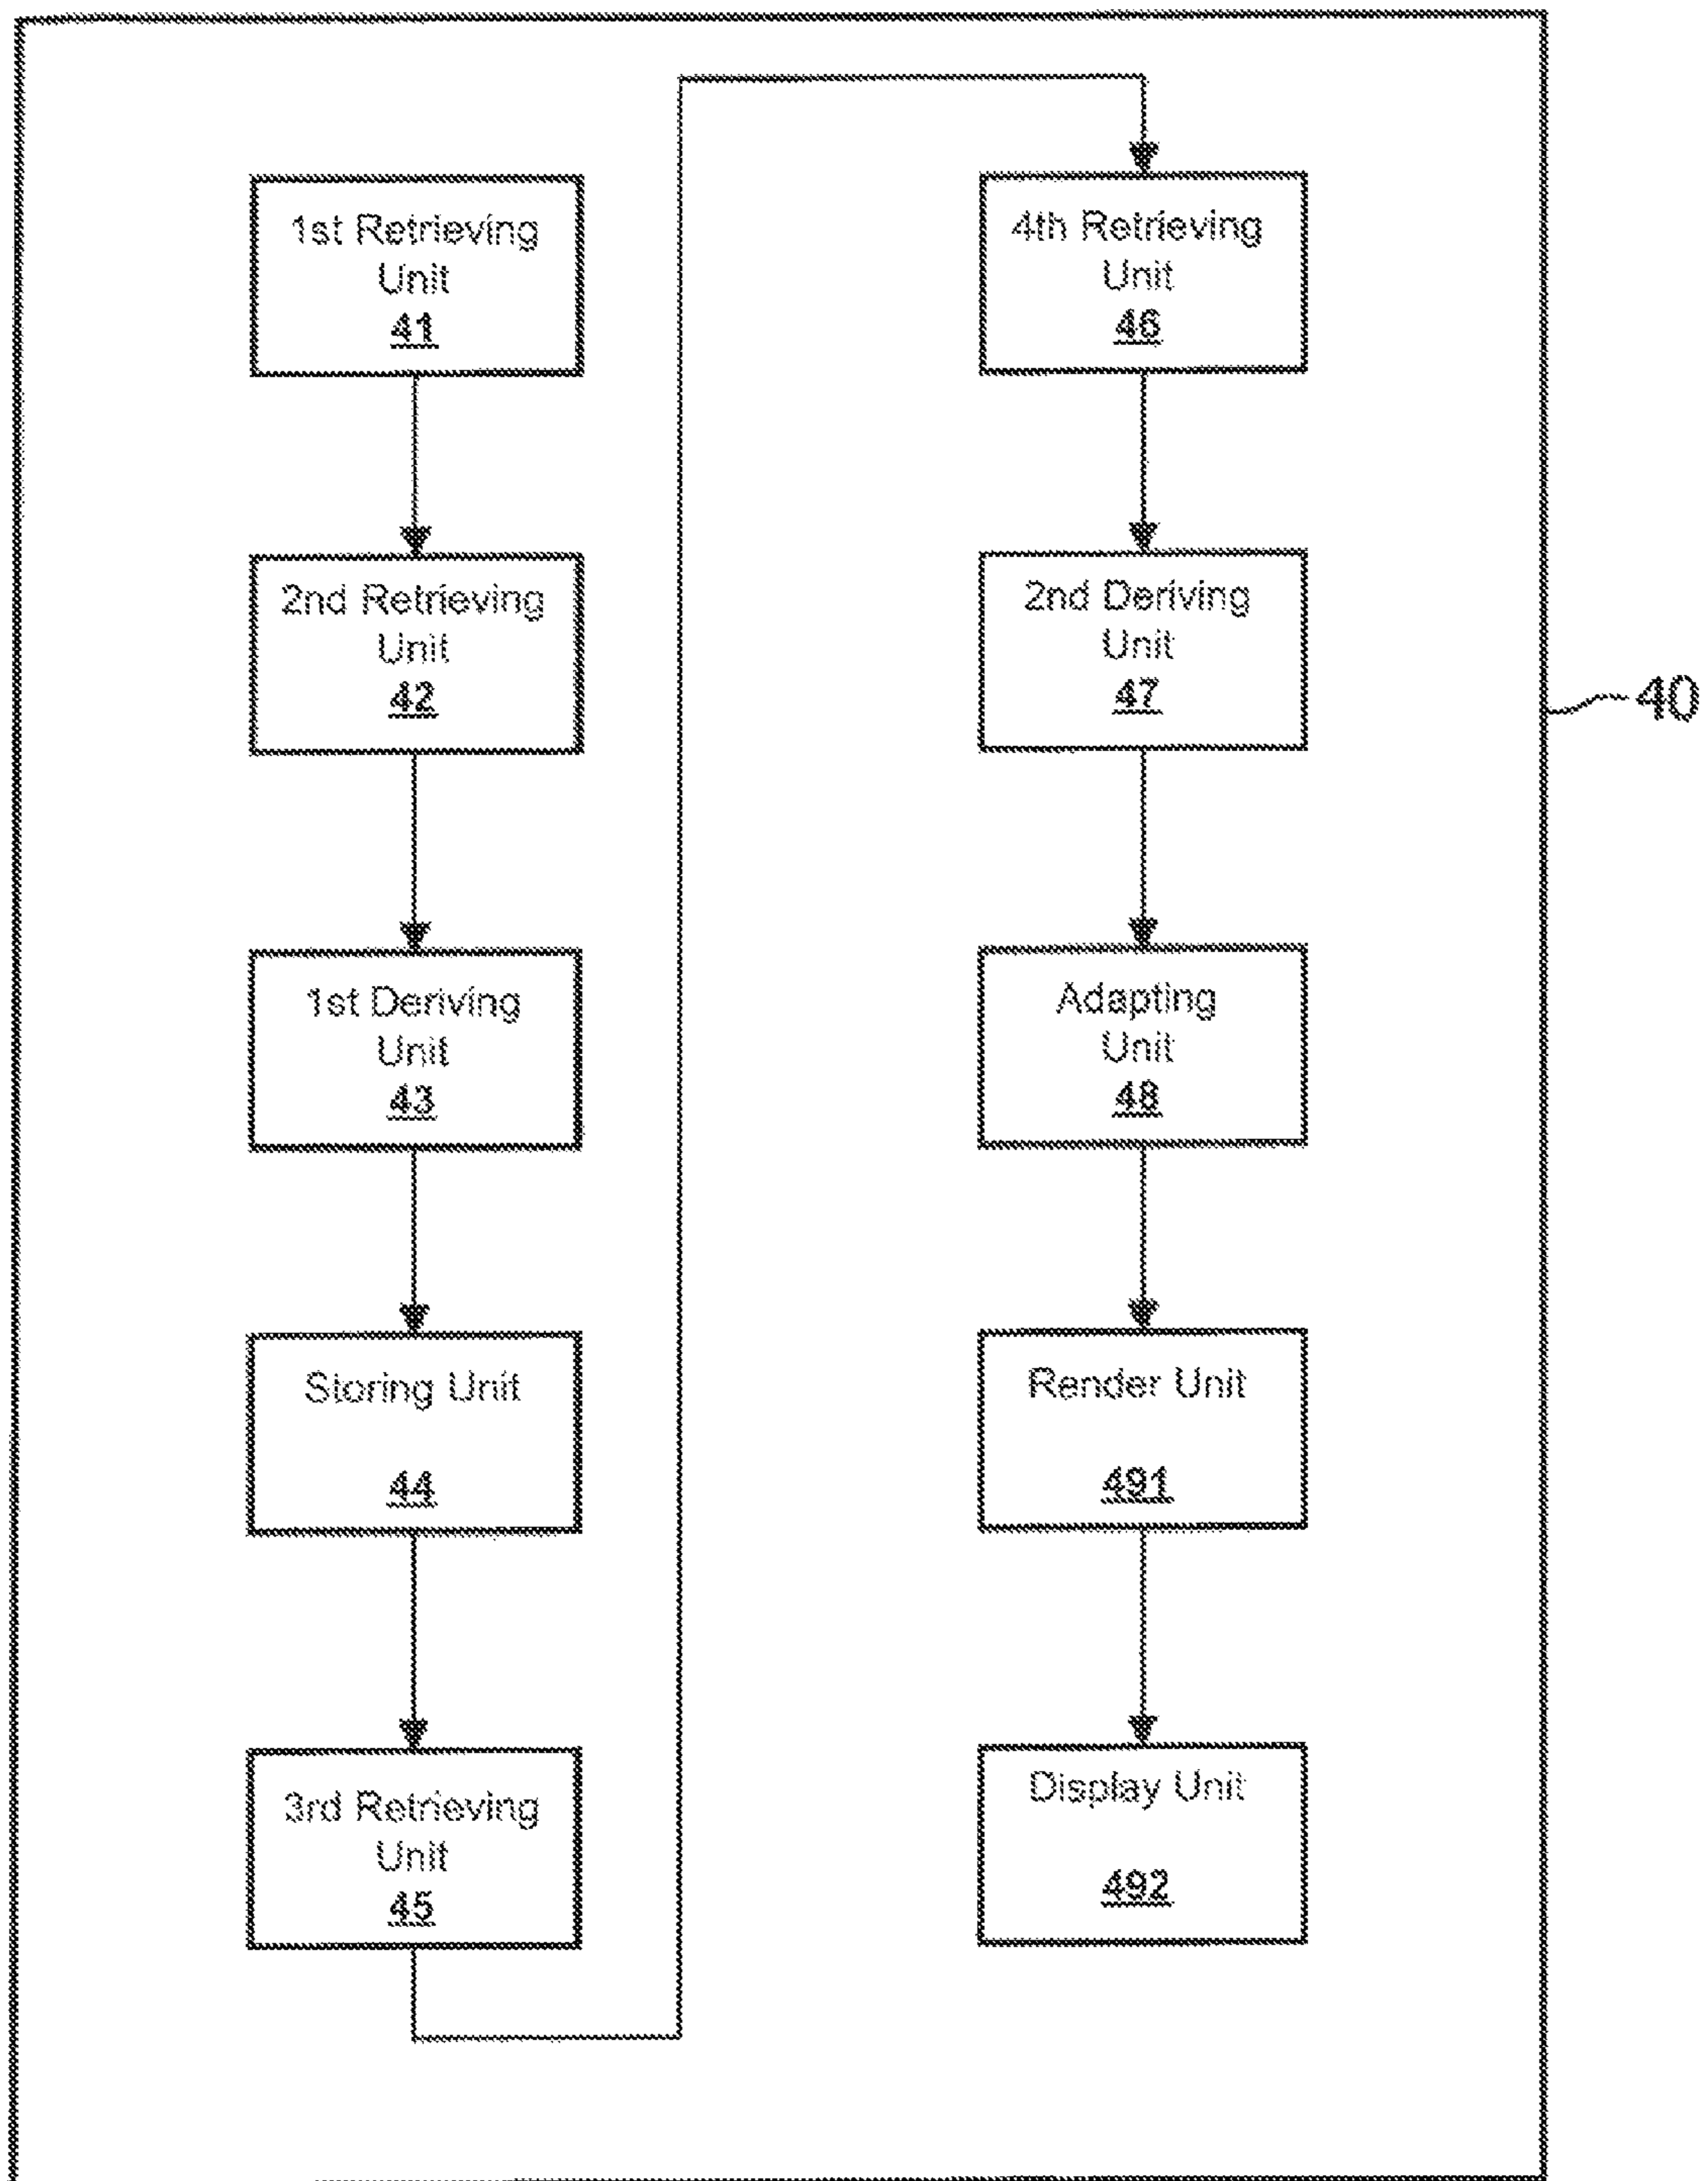 1st Retrieving
Unit
41
2nd Retrieving
Unit
42
1st Deriving
Unit
43
Storing Unit
44
3rd Retrieving
Unit
45
4th Retrieving
Unit
46
2nd Deriving
Unit
47
Adapting
Unit
48
Render Unit
491
Display Unit
492
40